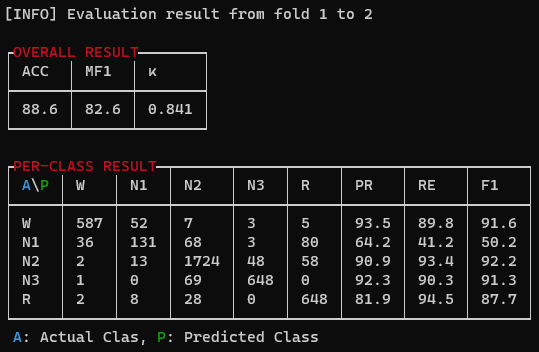 [INFO] Evaluation result from fold 1 to 2
OVERALL RESULT
ACC MF1 κ
88.6 82.6 0.841
PER-CLASS RESULT
A\P W N1 N2 N3 R PR RE F1
W 587 52 7 3 5 93.5 89.8 91.6
N1 36 131 68 3 80 64.2 41.2 50.2
N2 2 13 1724 48 58 90.9 93.4 92.2
N3 1 0 69 648 0 92.3 90.3 91.3
R 2 8 28 0 648 81.9 94.5 87.7
A: Actual Clas, P: Predicted Class